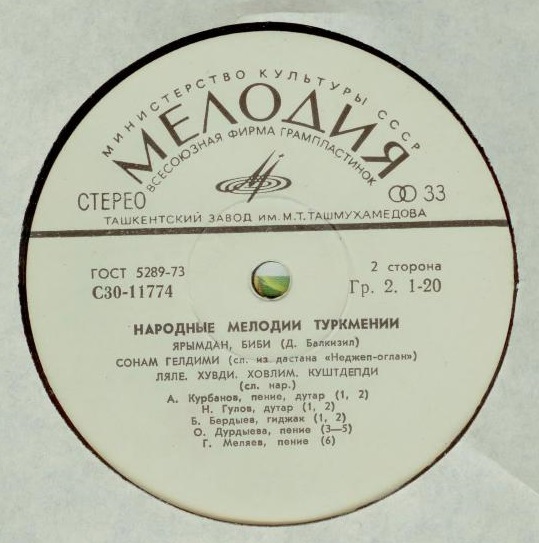 МИНИСТЕРСТВО КУЛЬТУРЫ СССР
МЕЛОДИЯ
ВСЕСОЮЗНАЯ ФИРМА ГРАМПЛАСТИНОК
СТЕРЕО
33
ТАШКЕНТСКИЙ ЗАВОД ИМ. М.Т. ТАШМУХАМЕДОВА
ГОСТ 5289-73
С30-11774
2 сторона
Гр. 2. 1-20
НАРОДНЫЕ МЕЛОДИИ ТУРКМЕНИИ
ЯРЫМДАН, БИБИ (Д. Балкизил)
СОНАМ ГЕЛДИМИ (сл. из дастана «Неджеп-оглан»)
ЛЯЛЕ. ХУВДИ. ХОВЛИМ. КУШТДЕПДИ
(сл. нар.)
А. Курбанов, пение, дутар (1, 2)
Н. Гулов, дутар (1, 2)
Б. Бердыев, гиджак (1, 2)
О. Дурдыева, пение (3—5)
Г. Меляев, пение (6)